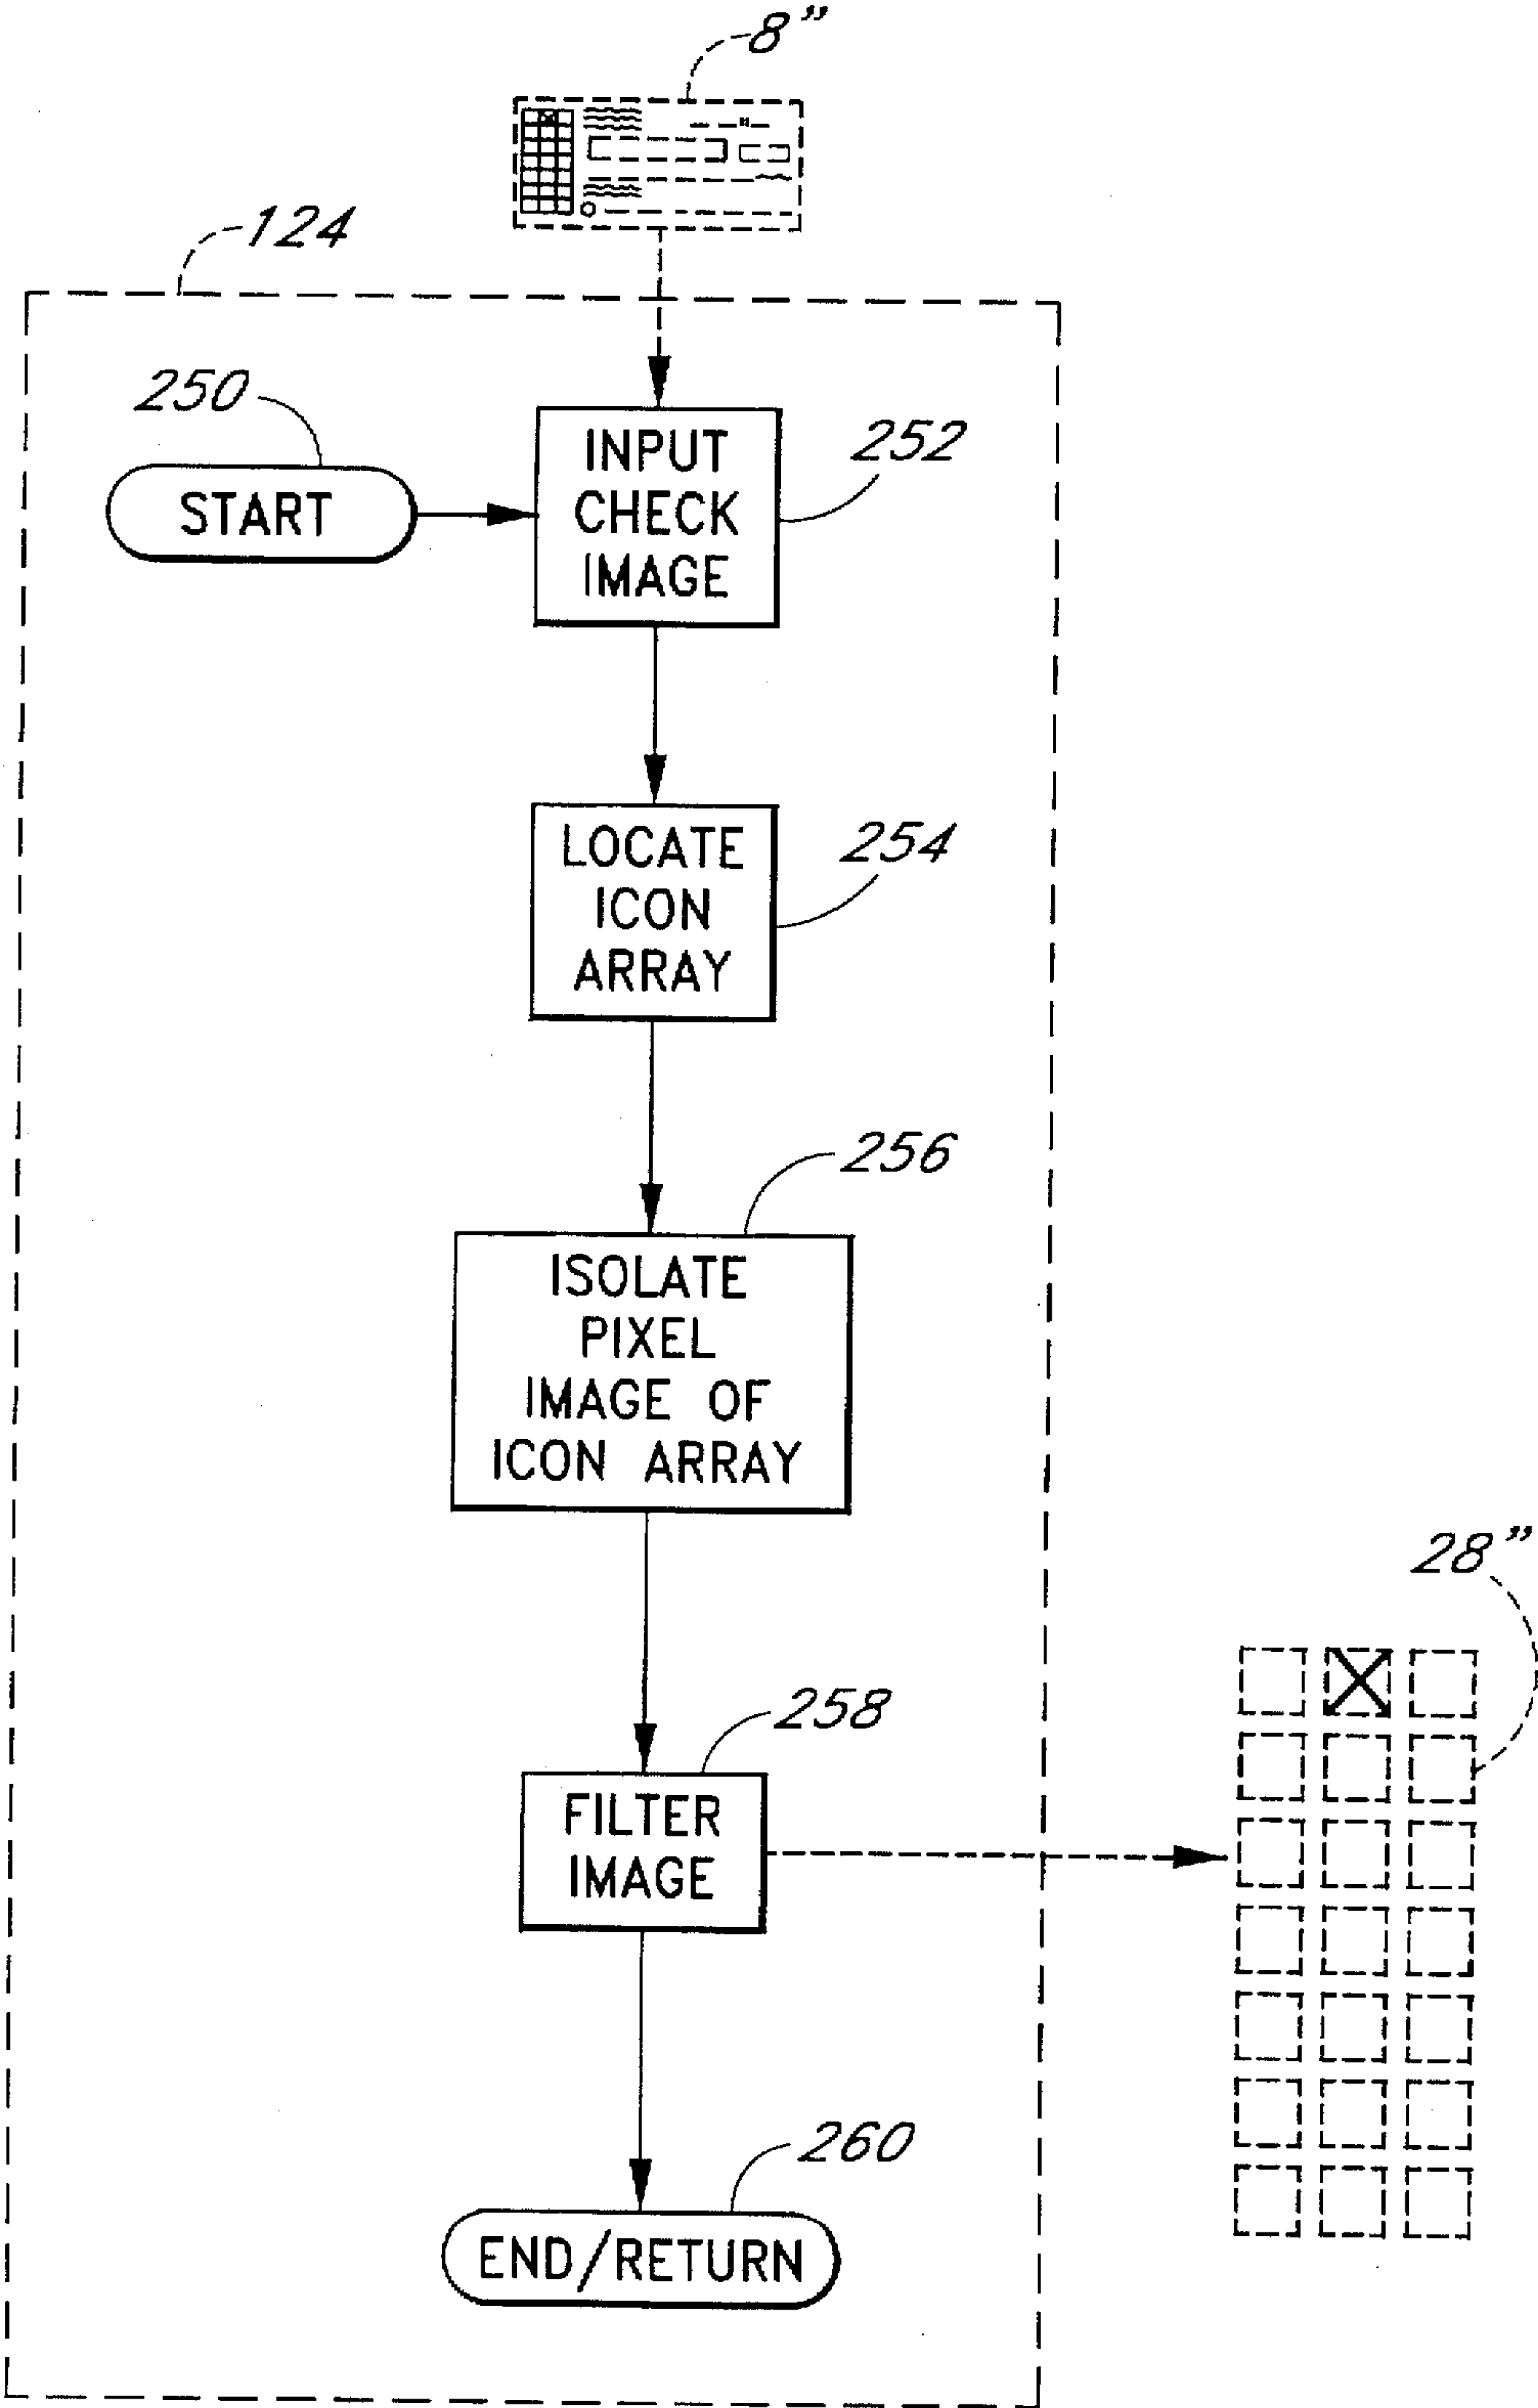 8”
124
250
START
INPUT
CHECK
IMAGE
252
LOCATE
ICON
ARRAY
254
256
ISOLATE
PIXEL
IMAGE OF
ICON ARRAY
28”
258
FILTER
IMAGE
260
END/RETURN